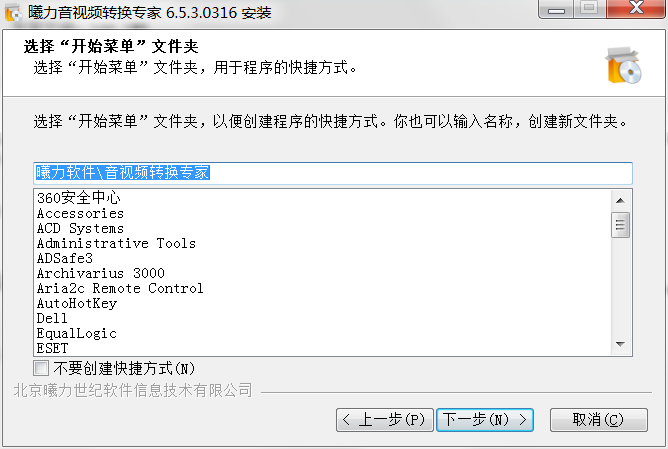 曦力音视频转换专家 6.5.3.0316 安装
选择“开始菜单”文件夹
选择“开始菜单”文件夹，用于程序的快捷方式。
选择“开始菜单”文件夹，以便创建程序的快捷方式。你也可以输入名称，创建新文件夹。
曦力软件\音视频转换专家
360安全中心
Accessories
ACD Systems
Administrative Tools
ADSafe3
Archivarius 3000
Aria2c Remote Control
AutoHotKey
Dell
EqualLogic
ESET
不要创建快捷方式(N)
北京曦力世纪软件信息技术有限公司
< 上一步(P) 下一步(N) > 取消(C)